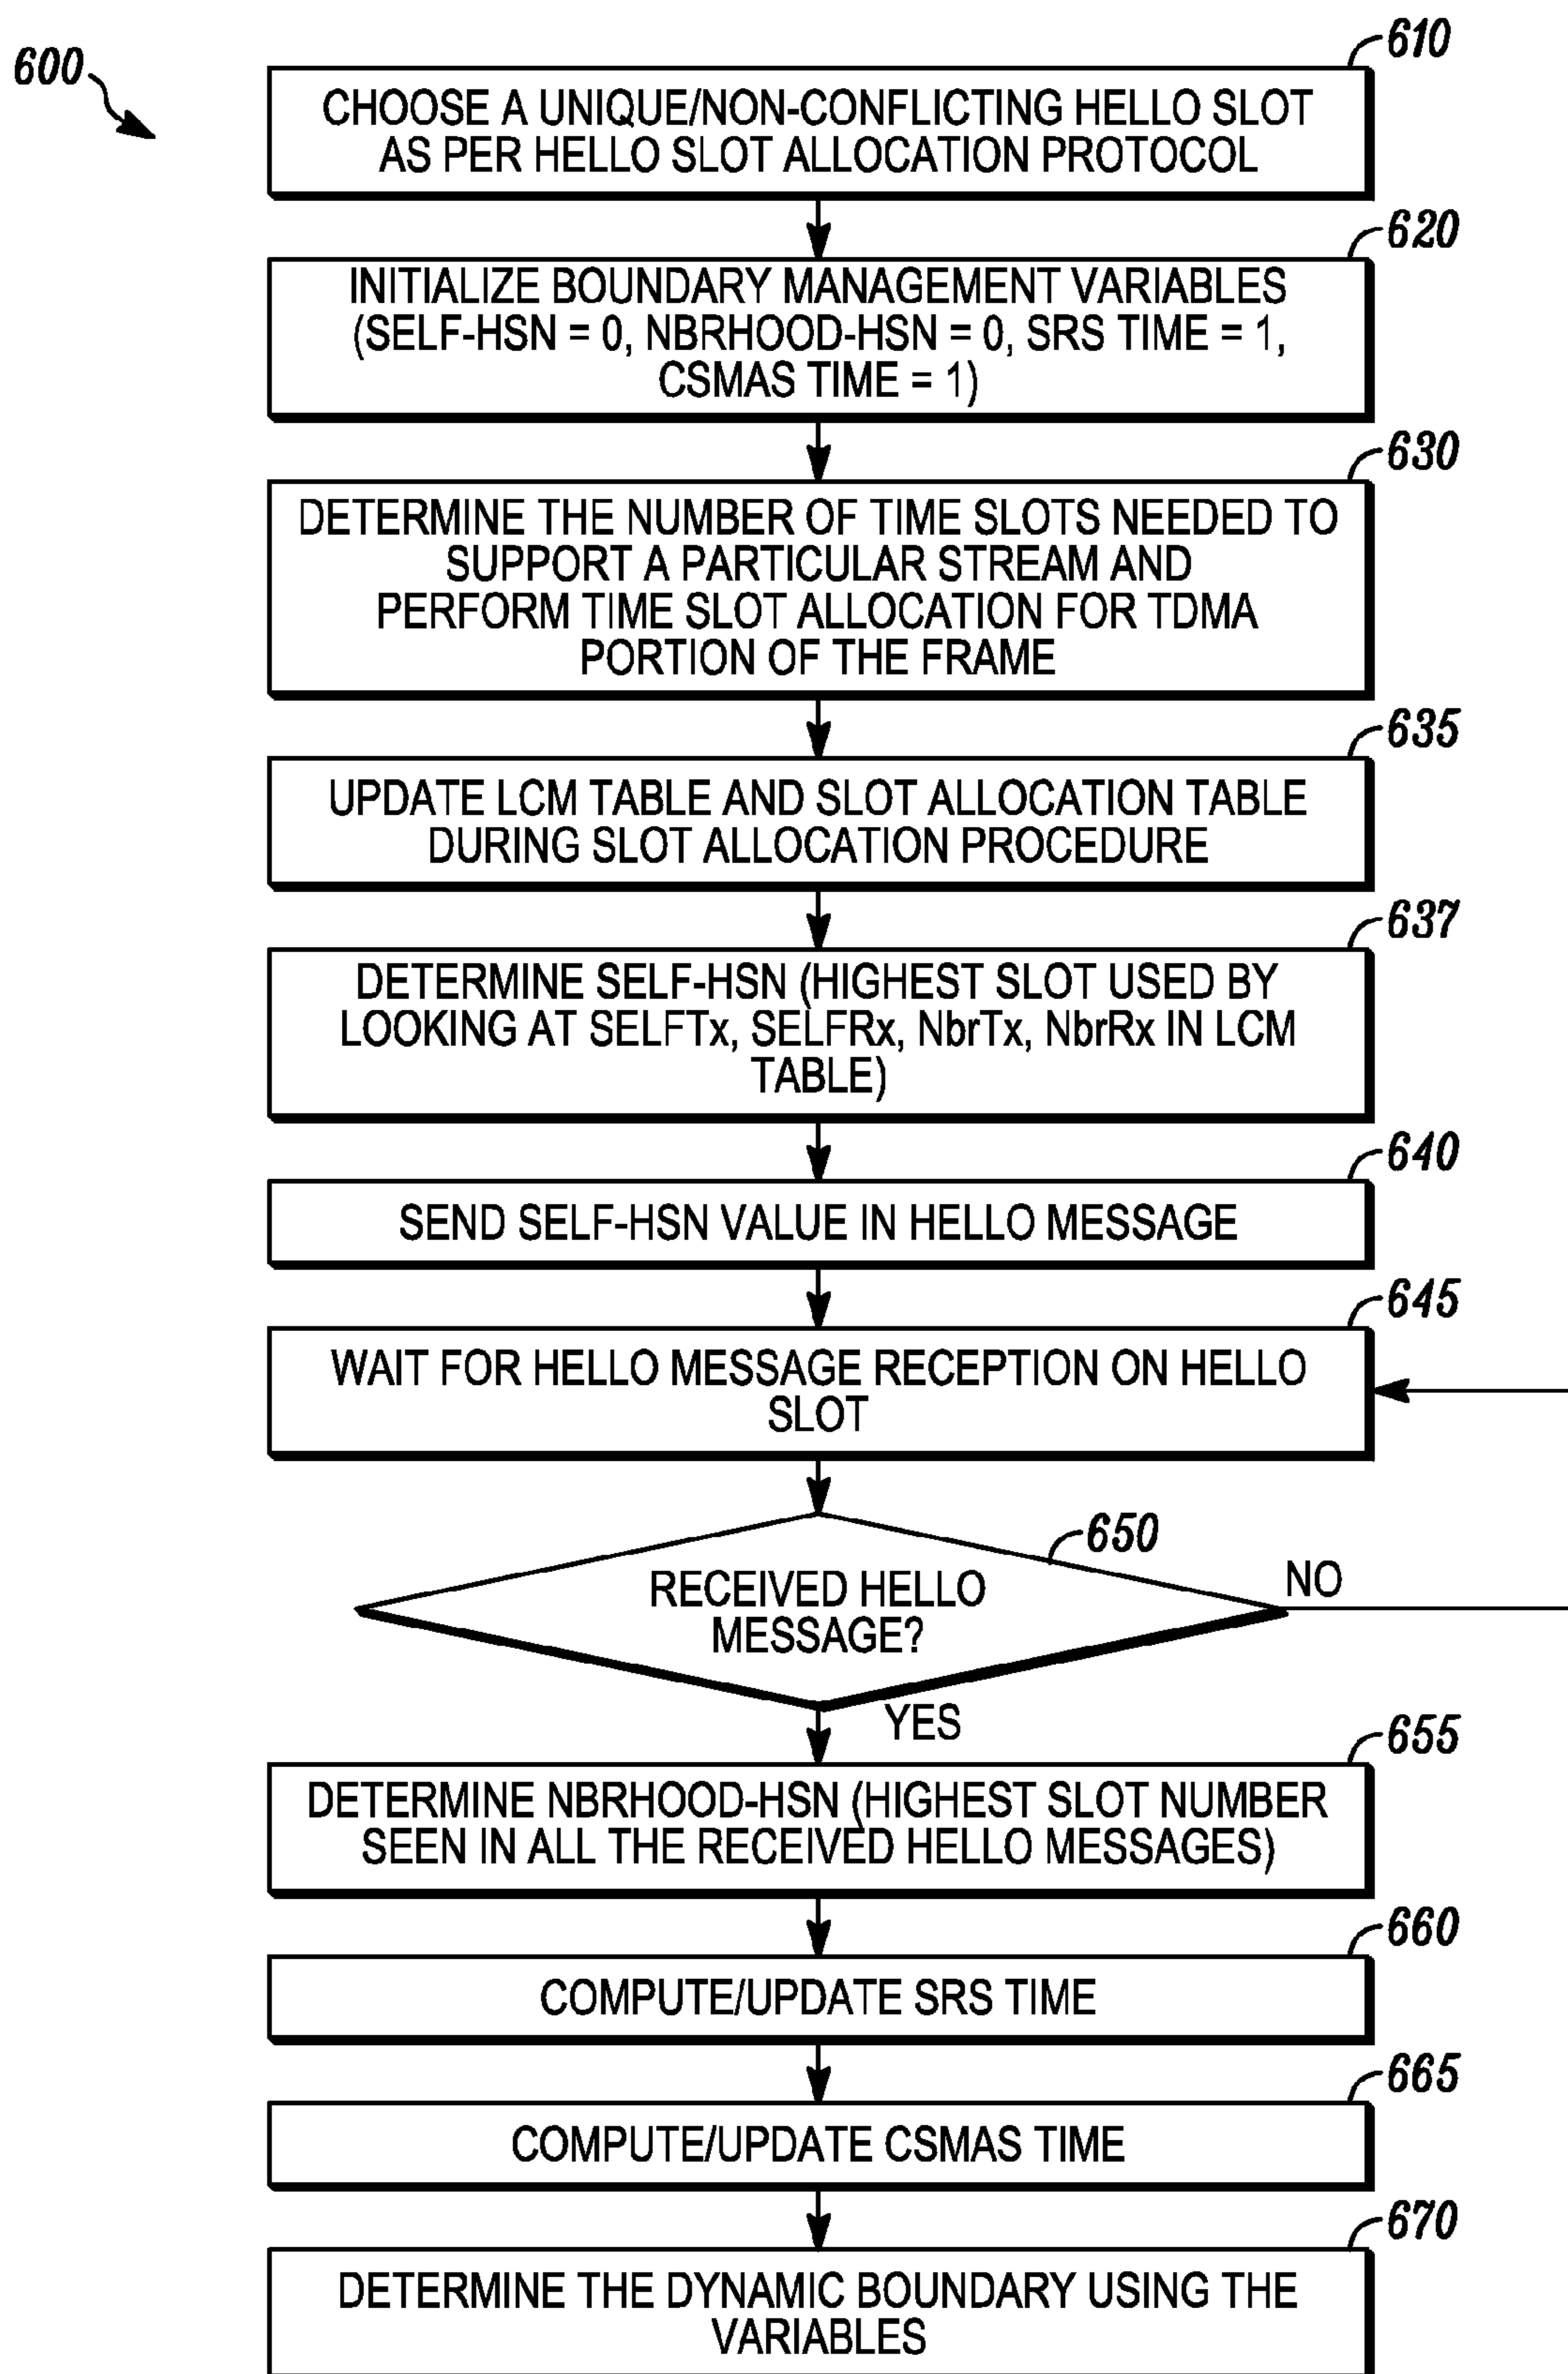 600
610
CHOOSE A UNIQUE/NON-CONFLICTING HELLO SLOT
AS PER HELLO SLOT ALLOCATION PROTOCOL
620
INITIALIZE BOUNDARY MANAGEMENT VARIABLES
(SELF-HSN = 0, NBRHOOD-HSN = 0, SRS TIME = 1,
CSMAS TIME = 1)
630
DETERMINE THE NUMBER OF TIME SLOTS NEEDED TO
SUPPORT A PARTICULAR STREAM AND
PERFORM TIME SLOT ALLOCATION FOR TDMA
PORTION OF THE FRAME
635
UPDATE LCM TABLE AND SLOT ALLOCATION TABLE
DURING SLOT ALLOCATION PROCEDURE
637
DETERMINE SELF-HSN (HIGHEST SLOT USED BY
LOOKING AT SELFTx, SELFRx, NbrTx, NbrRx IN LCM
TABLE)
640
SEND SELF-HSN VALUE IN HELLO MESSAGE
645
WAIT FOR HELLO MESSAGE RECEPTION ON HELLO
SLOT
650
RECEIVED HELLO
MESSAGE?
NO
YES
655
DETERMINE NBRHOOD-HSN (HIGHEST SLOT NUMBER
SEEN IN ALL THE RECEIVED HELLO MESSAGES)
660
COMPUTE/UPDATE SRS TIME
665
COMPUTE/UPDATE CSMAS TIME
670
DETERMINE THE DYNAMIC BOUNDARY USING THE
VARIABLES